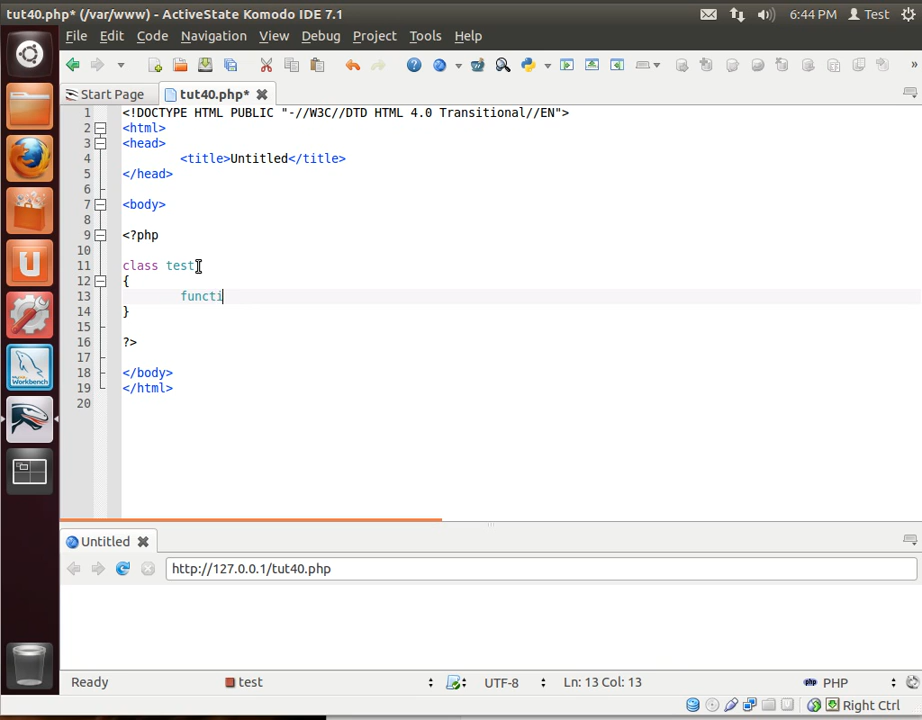 tut40.php* (/var/www) - ActiveState Komodo IDE 7.1
6:44 PM
Test
File Edit Code Navigation View Debug Project Tools Help
Start Page
tut40.php*
1 <!DOCTYPE HTML PUBLIC "-//W3C//DTD HTML 4.0 Transitional//EN">
2 <html>
3 <head>
4 <title>Untitled</title>
5 </head>
6
7 <body>
8
9 <?php
10
11 class test
12 {
13 functi
14 }
15
16 ?>
17
18 </body>
19 </html>
20
Untitled
http://127.0.0.1/tut40.php
Ready
test
UTF-8
Ln: 13 Col: 13
PHP
Right Ctrl